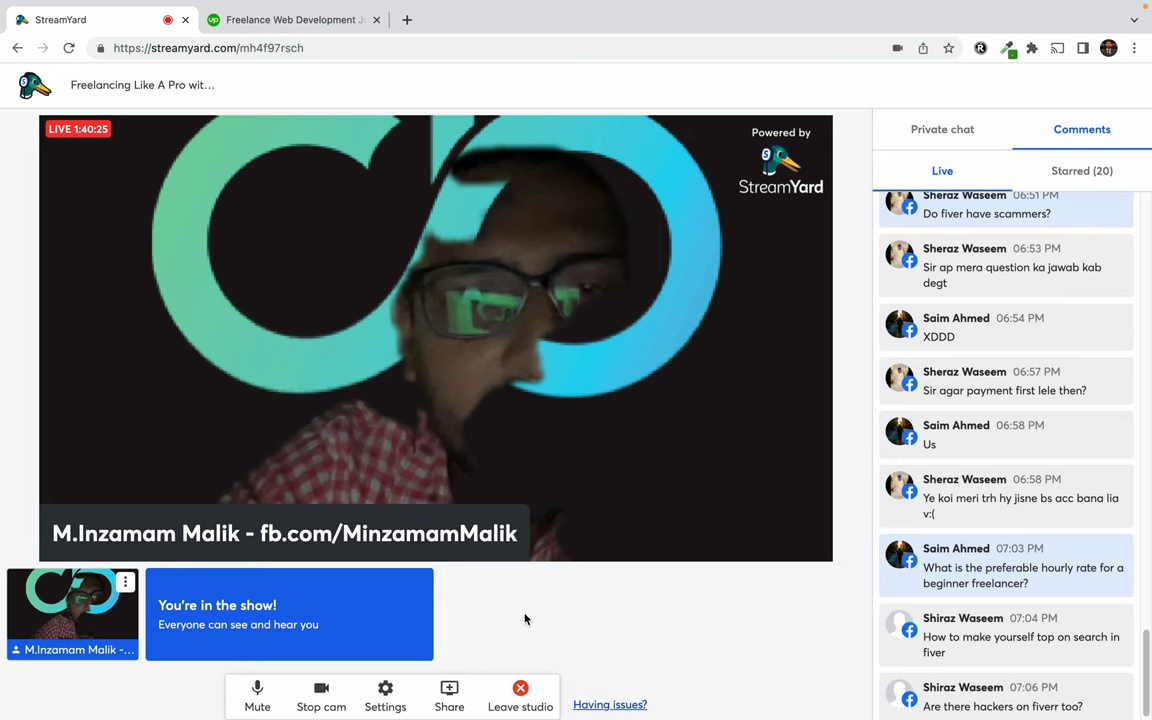 StreamYard
Freelance Web Development Jo
https://streamyard.com/mh4f97rsch
Freelancing Like A Pro wit...
LIVE 1:40:25
Powered by
StreamYard
M.Inzamam Malik - fb.com/MinzamamMalik
M.Inzamam Malik -...
You're in the show!
Everyone can see and hear you
Mute
Stop cam
Settings
Share
Leave studio
Having issues?
Private chat
Comments
Live
Starred (20)
Sheraz Waseem 06:51 PM
Do fiver have scammers?
Sheraz Waseem 06:53 PM
Sir ap mera question ka jawab kab
degt
Saim Ahmed 06:54 PM
XDDD
Sheraz Waseem 06:57 PM
Sir agar payment first lele then?
Saim Ahmed 06:58 PM
Us
Sheraz Waseem 06:58 PM
Ye koi meri trh hy jisne bs acc bana lia
v:(
Saim Ahmed 07:03 PM
What is the preferable hourly rate for a
beginner freelancer?
Shiraz Waseem 07:04 PM
How to make yourself top on search in
fiver
Shiraz Waseem 07:06 PM
Are there hackers on fiverr too?